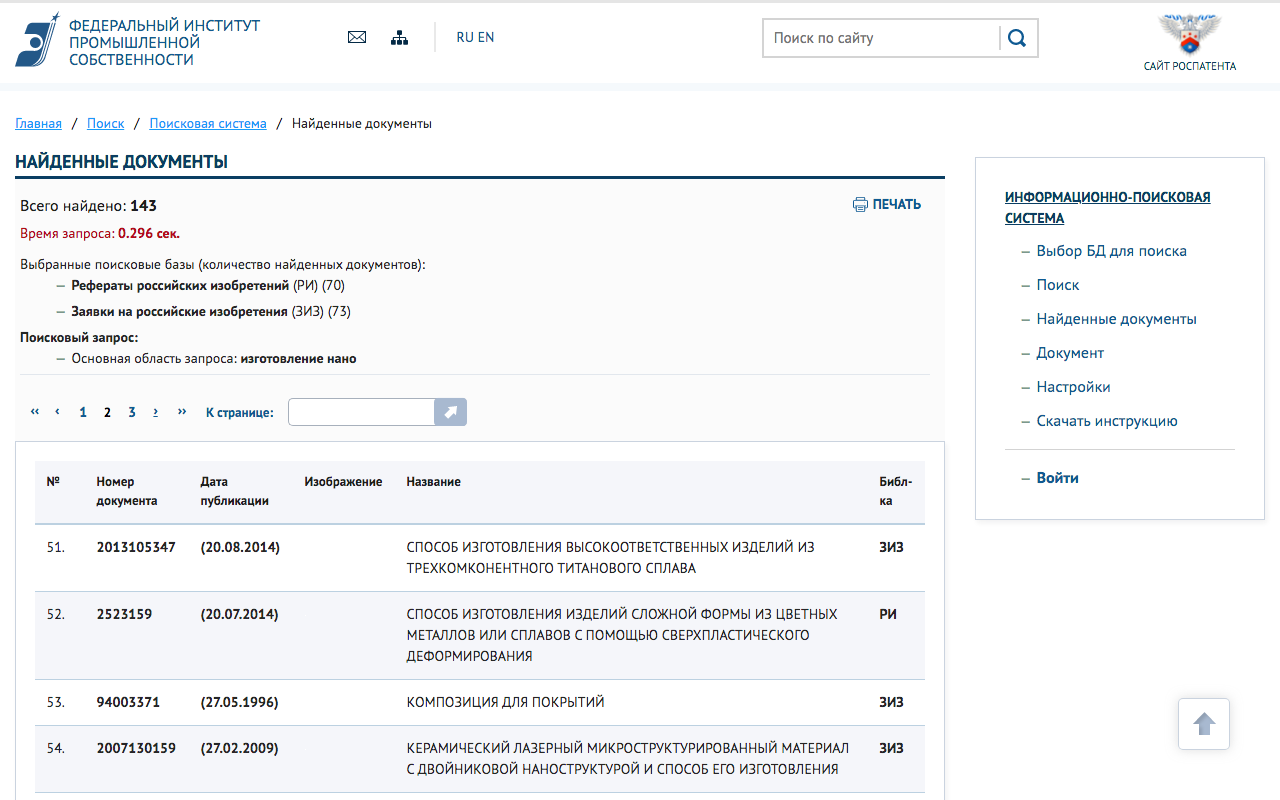 ФЕДЕРАЛЬНЫЙ ИНСТИТУТ
ПРОМЫШЛЕННОЙ
СОБСТВЕННОСТИ
RU EN
Поиск по сайту
САЙТ РОСПАТЕНТА
Главная / Поиск / Поисковая система / Найденные документы
НАЙДЕННЫЕ ДОКУМЕНТЫ
Всего найдено: 143
ПЕЧАТЬ
Время запроса: 0.296 сек.
Выбранные поисковые базы (количество найденных документов):
— Рефераты российских изобретений (РИ) (70)
— Заявки на российские изобретения (ЗИЗ) (73)
Поисковый запрос:
— Основная область запроса: изготовление нано
‹‹ ‹ 1 2 3 › ›› К странице:
№ Номер Дата Изображение Название Библ-
документа публикации ка
51. 2013105347 (20.08.2014) СПОСОБ ИЗГОТОВЛЕНИЯ ВЫСОКООТВЕТСТВЕННЫХ ИЗДЕЛИЙ ИЗ ЗИЗ
ТРЕХКОМКОНЕНТНОГО ТИТАНОВОГО СПЛАВА
52. 2523159 (20.07.2014) СПОСОБ ИЗГОТОВЛЕНИЯ ИЗДЕЛИЙ СЛОЖНОЙ ФОРМЫ ИЗ ЦВЕТНЫХ РИ
МЕТАЛЛОВ ИЛИ СПЛАВОВ С ПОМОЩЬЮ СВЕРХПЛАСТИЧЕСКОГО
ДЕФОРМИРОВАНИЯ
53. 94003371 (27.05.1996) КОМПОЗИЦИЯ ДЛЯ ПОКРЫТИЙ ЗИЗ
54. 2007130159 (27.02.2009) КЕРАМИЧЕСКИЙ ЛАЗЕРНЫЙ МИКРОСТРУКТУРИРОВАННЫЙ МАТЕРИАЛ ЗИЗ
С ДВОЙНИКОВОЙ НАНОСТРУКТУРОЙ И СПОСОБ ЕГО ИЗГОТОВЛЕНИЯ
ИНФОРМАЦИОННО-ПОИСКОВАЯ
СИСТЕМА
— Выбор БД для поиска
— Поиск
— Найденные документы
— Документ
— Настройки
— Скачать инструкцию
— Войти